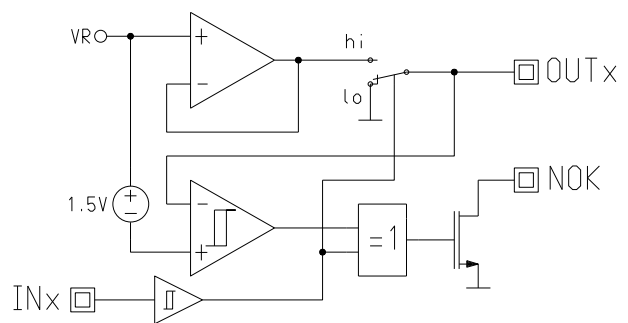 VR
+
−
hi
lo
OUTx
NOK
1.5V
+
−
−
+
=1
INx